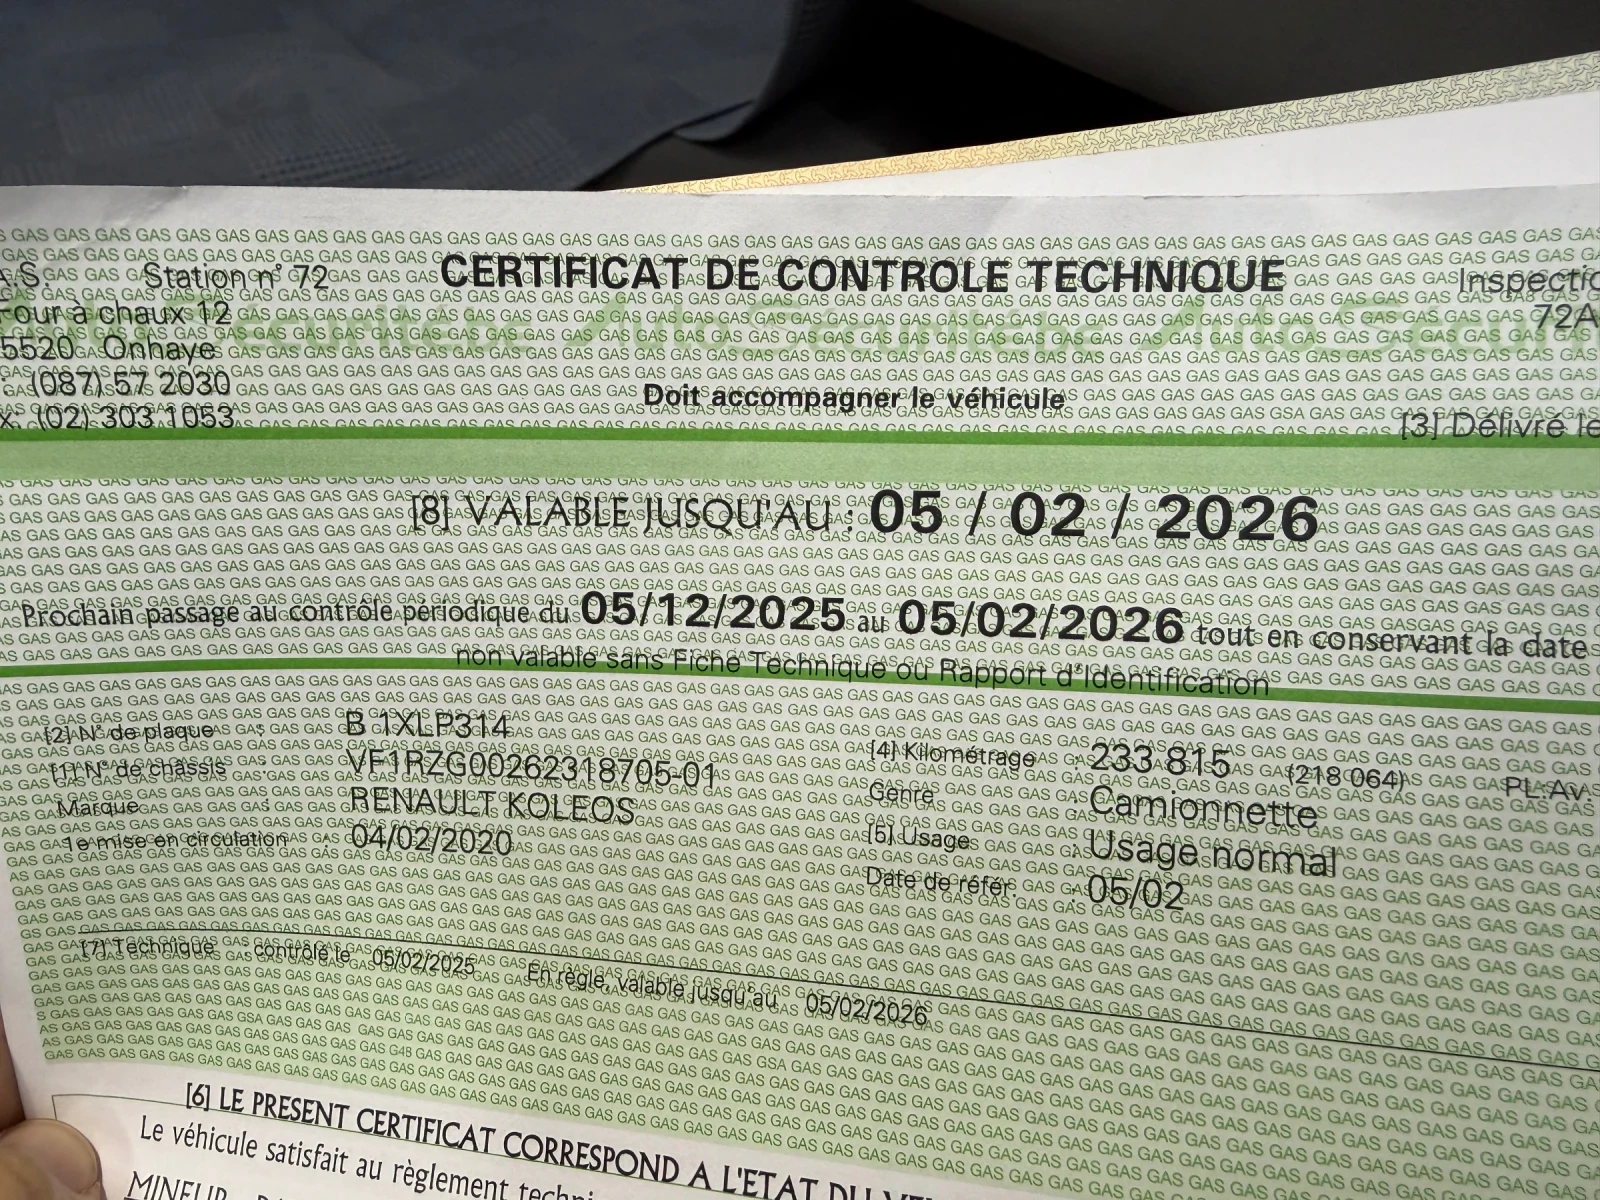 A.S. Station n° 72
CERTIFICAT DE CONTROLE TECHNIQUE
Four à chaux 12
72A
5520 Onhaye
(087) 57 2030
(02) 303 1053
Doit accompagner le véhicule
[3] Délivré le
[8] VALABLE JUSQU'AU : 05 / 02 / 2026
Prochain passage au contrôle périodique du 05/12/2025 au 05/02/2026 tout en conservant la date
non valable sans Fiche Technique ou Rapport d'Identification
[2] N° de plaque : B 1XLP314
[1] N° de châssis : VF1RZG00262318705-01
Marque : RENAULT KOLEOS
1e mise en circulation : 04/02/2020
[4] Kilométrage : 233 815 (218 064) PL.Av.
Genre : Camionnette
[5] Usage : Usage normal
Date de référ. : 05/02
[7] Technique contrôlé le 05/02/2025 En règle, valable jusqu'au 05/02/2026
[6] LE PRESENT CERTIFICAT CORRESPOND A L'ETAT DU
Le véhicule satisfait au règlement
MINEUR